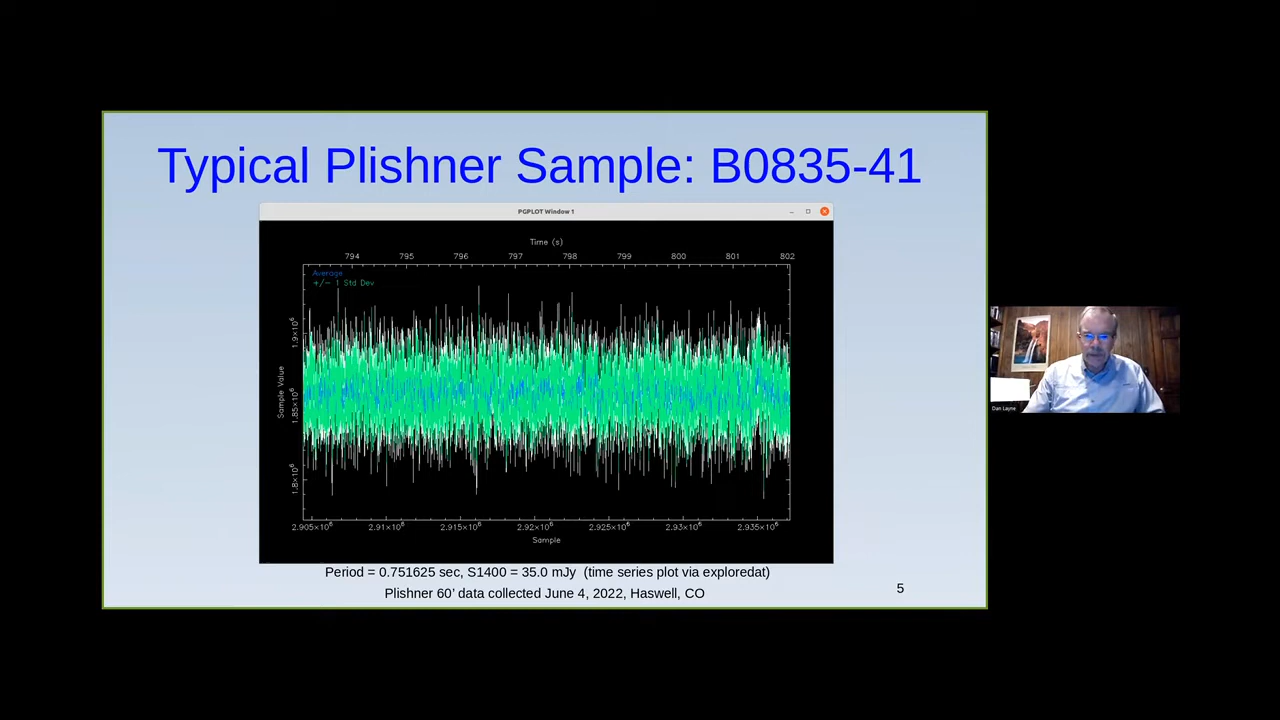 Typical Plishner Sample: B0835-41
PGPLOT Window 1
Time (s)
794 795 796 797 798 799 800 801 802
Average
+/- 1 Std Dev
1.9×10⁶
1.85×10⁶
1.8×10⁶
Sample Value
2.905×10⁶ 2.91×10⁶ 2.915×10⁶ 2.92×10⁶ 2.925×10⁶ 2.93×10⁶ 2.935×10⁶
Sample
Period = 0.751625 sec, S1400 = 35.0 mJy (time series plot via exploredat)
Plishner 60’ data collected June 4, 2022, Haswell, CO
5
Dan Layne